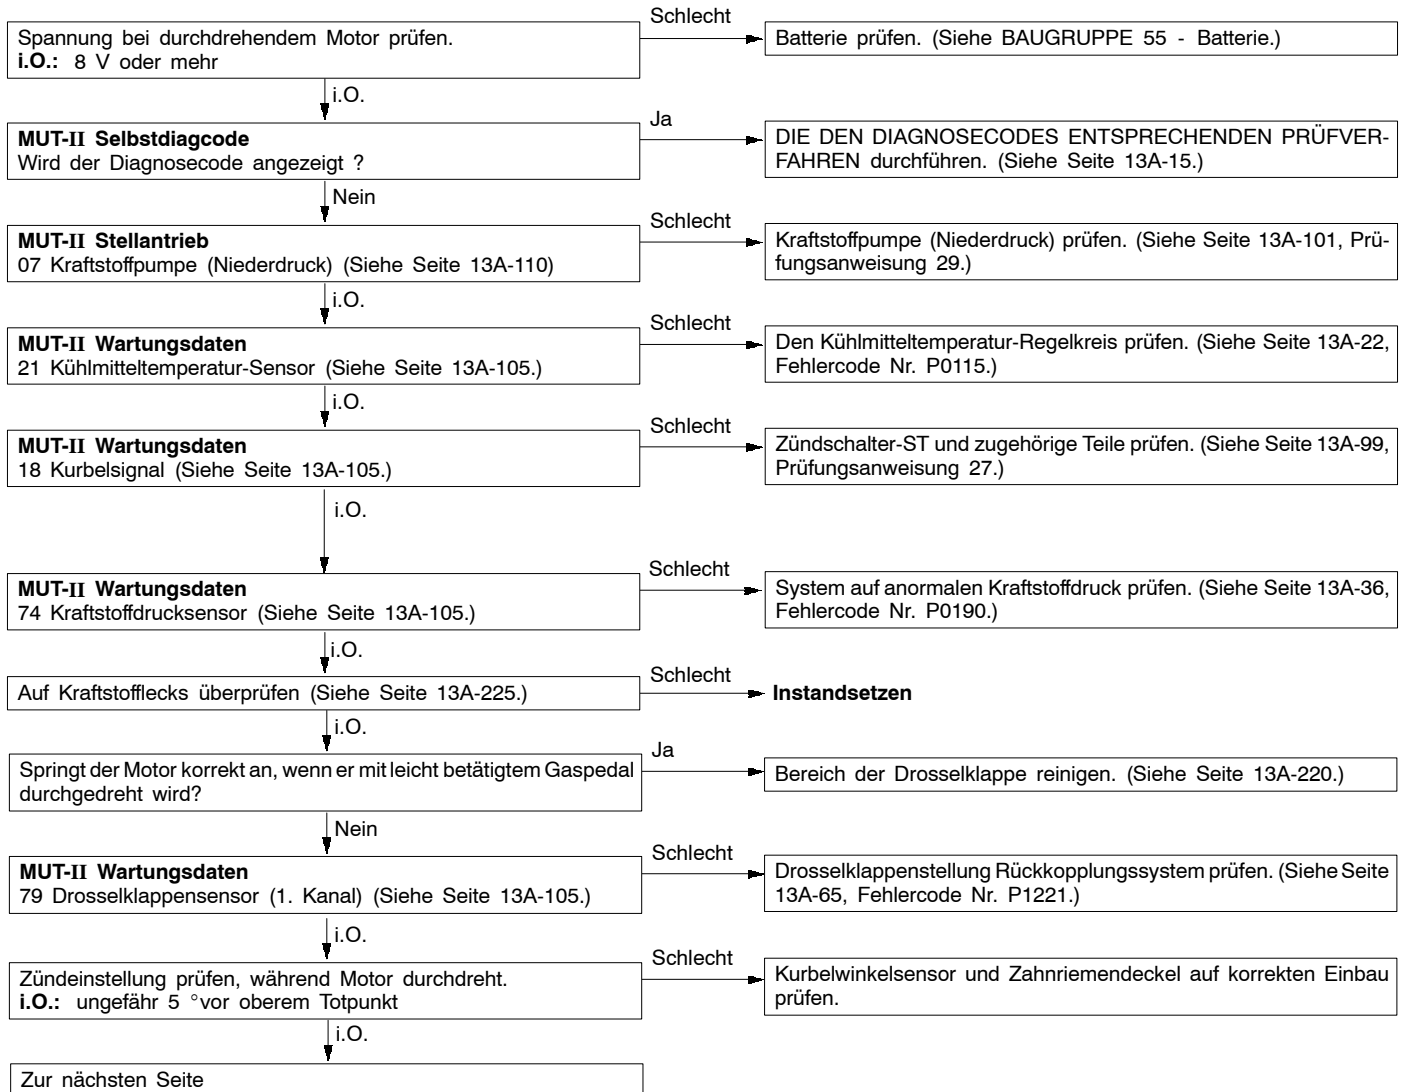 Schlecht
Spannung bei durchdrehendem Motor prüfen.
i.O.: 8 V oder mehr
Batterie prüfen. (Siehe BAUGRUPPE 55 - Batterie.)
i.O.
Ja
MUT-II Selbstdiagcode
Wird der Diagnosecode angezeigt ?
DIE DEN DIAGNOSECODES ENTSPRECHENDEN PRÜFVER-
FAHREN durchführen. (Siehe Seite 13A-15.)
Nein
Schlecht
MUT-II Stellantrieb
07 Kraftstoffpumpe (Niederdruck) (Siehe Seite 13A-110)
Kraftstoffpumpe (Niederdruck) prüfen. (Siehe Seite 13A-101, Prü-
fungsanweisung 29.)
i.O.
Schlecht
MUT-II Wartungsdaten
21 Kühlmitteltemperatur-Sensor (Siehe Seite 13A-105.)
Den Kühlmitteltemperatur-Regelkreis prüfen. (Siehe Seite 13A-22,
Fehlercode Nr. P0115.)
i.O.
Schlecht
MUT-II Wartungsdaten
18 Kurbelsignal (Siehe Seite 13A-105.)
Zündschalter-ST und zugehörige Teile prüfen. (Siehe Seite 13A-99,
Prüfungsanweisung 27.)
i.O.
Schlecht
MUT-II Wartungsdaten
74 Kraftstoffdrucksensor (Siehe Seite 13A-105.)
System auf anormalen Kraftstoffdruck prüfen. (Siehe Seite 13A-36,
Fehlercode Nr. P0190.)
i.O.
Schlecht
Auf Kraftstofflecks überprüfen (Siehe Seite 13A-225.)
Instandsetzen
i.O.
Ja
Springt der Motor korrekt an, wenn er mit leicht betätigtem Gaspedal
durchgedreht wird?
Bereich der Drosselklappe reinigen. (Siehe Seite 13A-220.)
Nein
Schlecht
MUT-II Wartungsdaten
79 Drosselklappensensor (1. Kanal) (Siehe Seite 13A-105.)
Drosselklappenstellung Rückkopplungssystem prüfen. (Siehe Seite
13A-65, Fehlercode Nr. P1221.)
i.O.
Schlecht
Zündeinstellung prüfen, während Motor durchdreht.
i.O.: ungefähr 5 °vor oberem Totpunkt
Kurbelwinkelsensor und Zahnriemendeckel auf korrekten Einbau
prüfen.
i.O.
Zur nächsten Seite